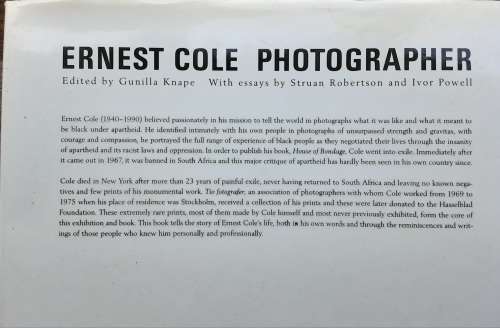 ERNEST COLE PHOTOGRAPHER
Edited by Gunilla Knape With essays by Struan Robertson and Ivor Powell
Ernest Cole (1940–1990) believed passionately in his mission to tell the world in photographs what it was like and what it meant to
be black under apartheid. He identified intimately with his own people in photographs of unsurpassed strength and gravitas, with
courage and compassion, he portrayed the full range of experience of black people as they negotiated their lives through the insanity
of apartheid and its racist laws and oppression. In order to publish his book, House of Bondage, Cole went into exile. Immediately after
it came out in 1967, it was banned in South Africa and this major critique of apartheid has hardly been seen in his own country since.
Cole died in New York after more than 23 years of painful exile, never having returned to South Africa and leaving no known nega-
tives and few prints of his monumental work. Tio fotografer, an association of photographers with whom Cole worked from 1969 to
1975 when his place of residence was Stockholm, received a collection of his prints and these were later donated to the Hasselblad
Foundation. These extremely rare prints, most of them made by Cole himself and most never previously exhibited, form the core of
this exhibition and book. This book tells the story of Ernest Cole's life, both in his own words and through the reminiscences and writ-
ings of those people who knew him personally and professionally.